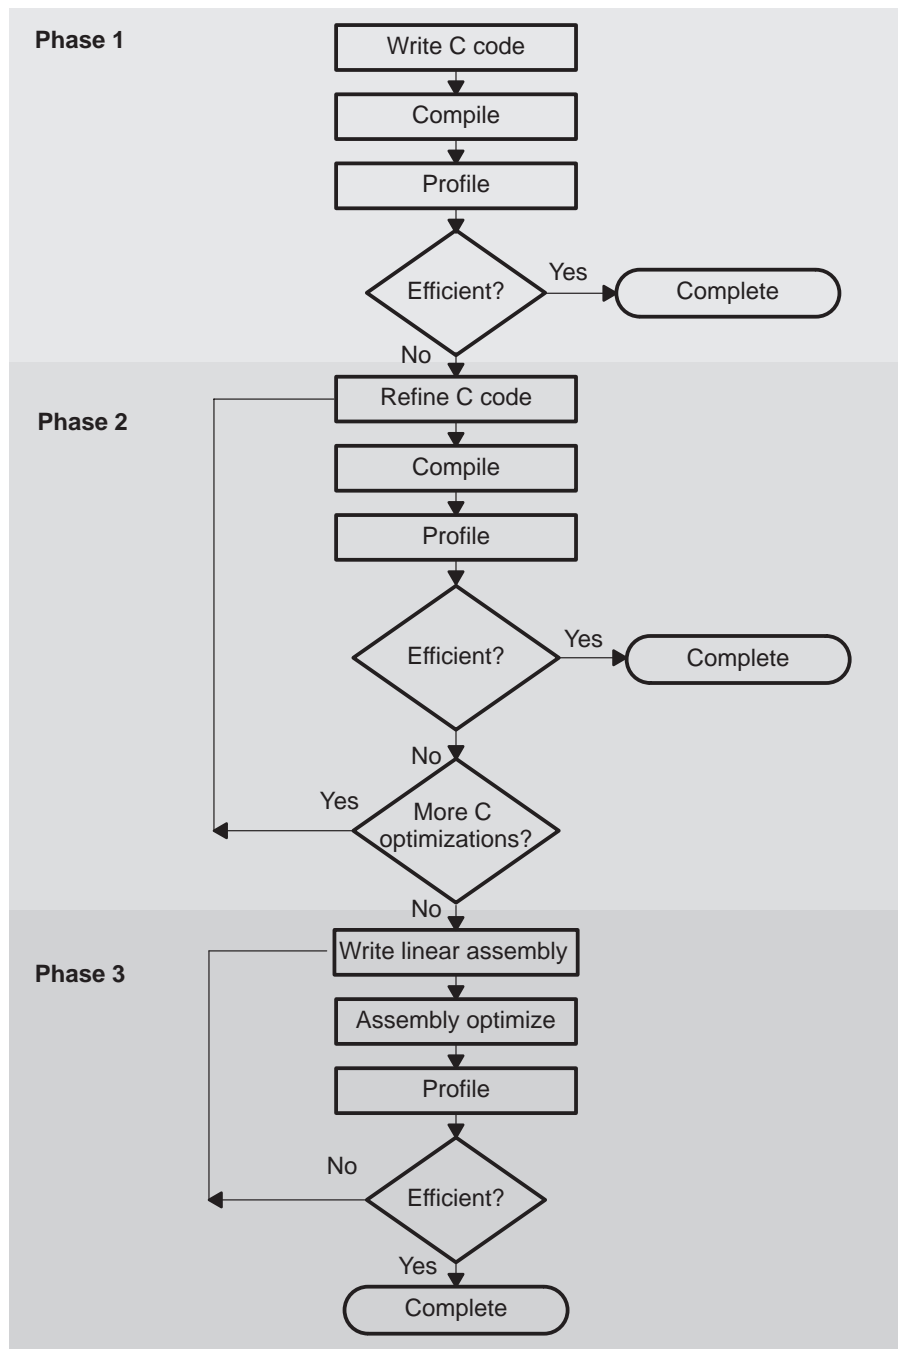 Phase 1
Write C code
Compile
Profile
Efficient?
Yes
Complete
No
Phase 2
Refine C code
Compile
Profile
Efficient?
Yes
Complete
No
More C
optimizations?
Yes
No
Phase 3
Write linear assembly
Assembly optimize
Profile
Efficient?
No
Yes
Complete